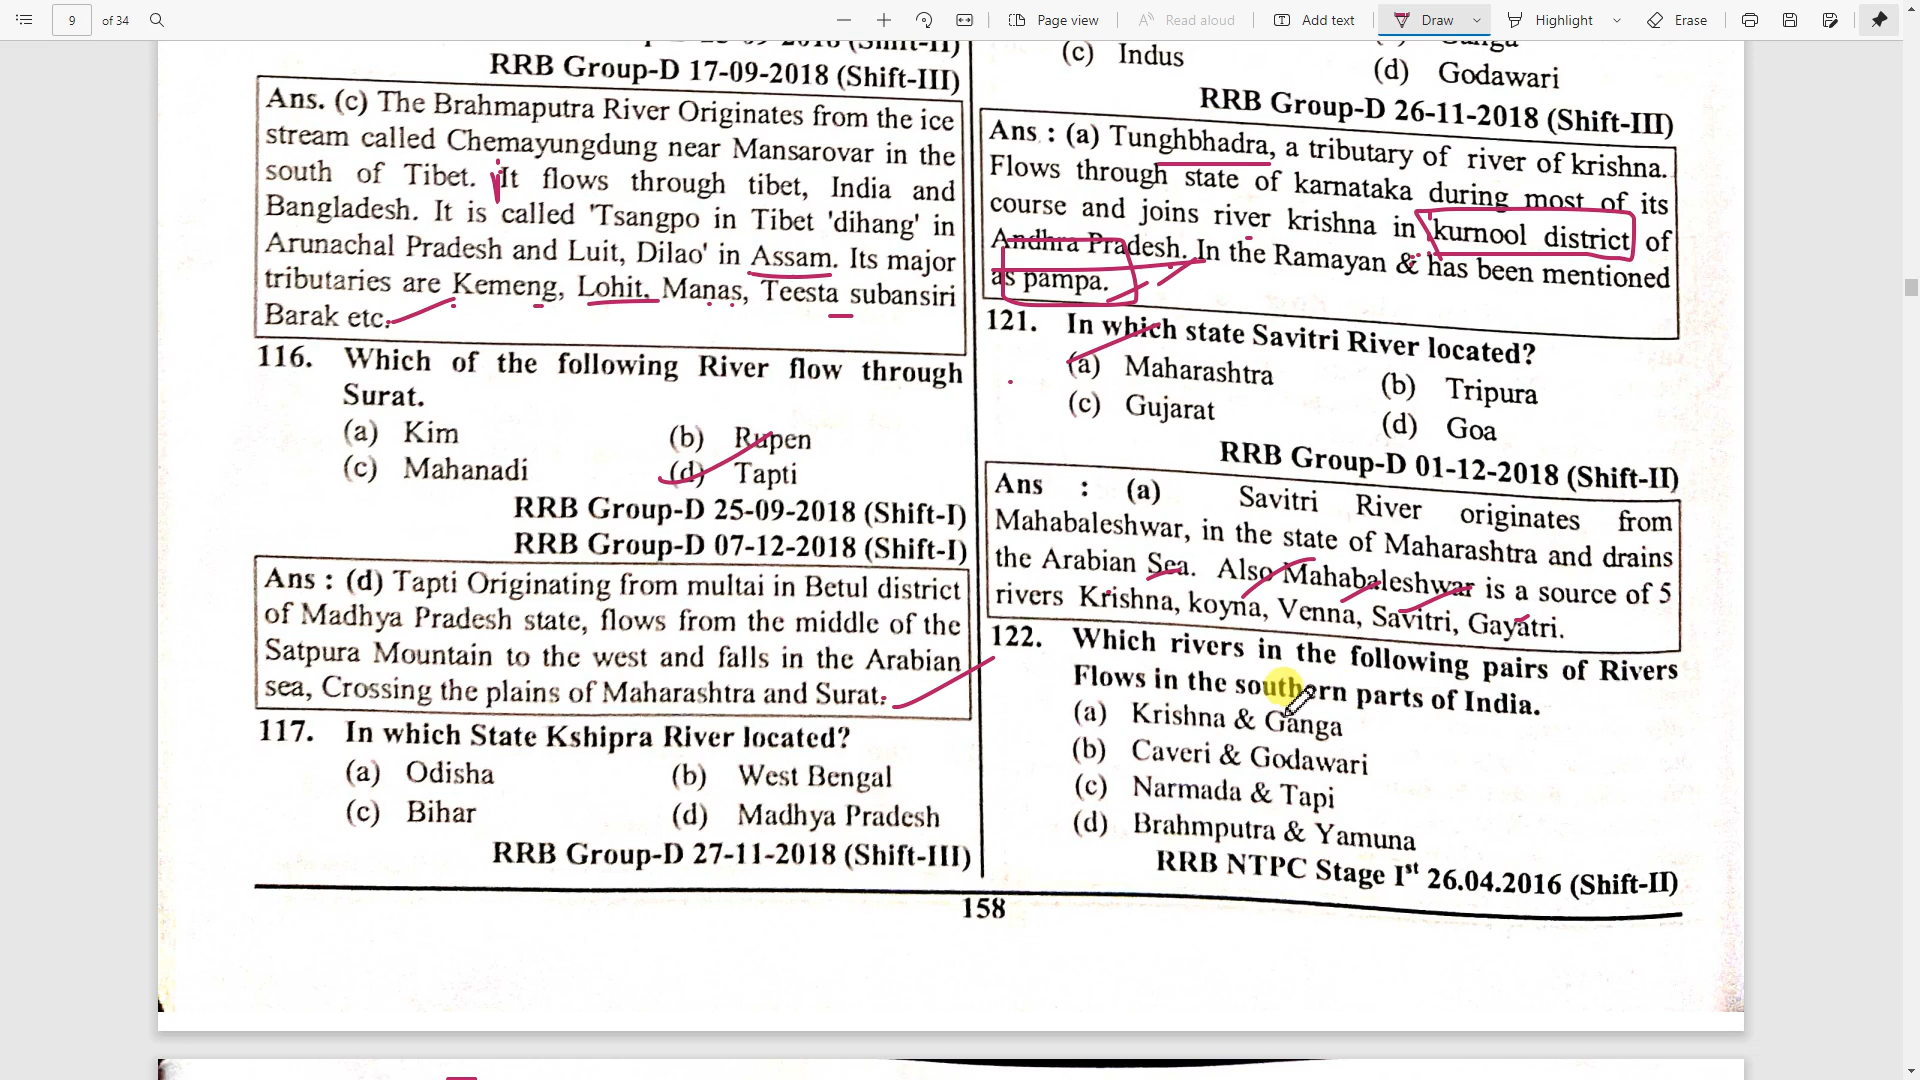 9
of 34
Page view
Read aloud
Add text
Draw
Highlight
Erase
RRB Group-D 17-09-2018 (Shift-III)
Ans. (c) The Brahmaputra River Originates from the ice
stream called Chemayungdung near Mansarovar in the
south of Tibet. It flows through tibet, India and
Bangladesh. It is called 'Tsangpo in Tibet 'dihang' in
Arunachal Pradesh and Luit, Dilao' in Assam. Its major
tributaries are Kemeng, Lohit, Manas, Teesta subansiri
Barak etc.
116. Which of the following River flow through
Surat.
(a) Kim (b) Rupen
(c) Mahanadi (d) Tapti
RRB Group-D 25-09-2018 (Shift-I)
RRB Group-D 07-12-2018 (Shift-I)
Ans : (d) Tapti Originating from multai in Betul district
of Madhya Pradesh state, flows from the middle of the
Satpura Mountain to the west and falls in the Arabian
sea, Crossing the plains of Maharashtra and Surat.
117. In which State Kshipra River located?
(a) Odisha (b) West Bengal
(c) Bihar (d) Madhya Pradesh
RRB Group-D 27-11-2018 (Shift-III)
(c) Indus (d) Godawari
RRB Group-D 26-11-2018 (Shift-III)
Ans : (a) Tunghbhadra, a tributary of river of krishna.
Flows through state of karnataka during most of its
course and joins river krishna in kurnool district of
Andhra Pradesh. In the Ramayan & has been mentioned
as pampa.
121. In which state Savitri River located?
(a) Maharashtra (b) Tripura
(c) Gujarat (d) Goa
RRB Group-D 01-12-2018 (Shift-II)
Ans : (a) Savitri River originates from
Mahabaleshwar, in the state of Maharashtra and drains
the Arabian Sea. Also Mahabaleshwar is a source of 5
rivers Krishna, koyna, Venna, Savitri, Gayatri.
122. Which rivers in the following pairs of Rivers
Flows in the southern parts of India.
(a) Krishna & Ganga
(b) Caveri & Godawari
(c) Narmada & Tapi
(d) Brahmputra & Yamuna
RRB NTPC Stage Ist 26.04.2016 (Shift-II)
158